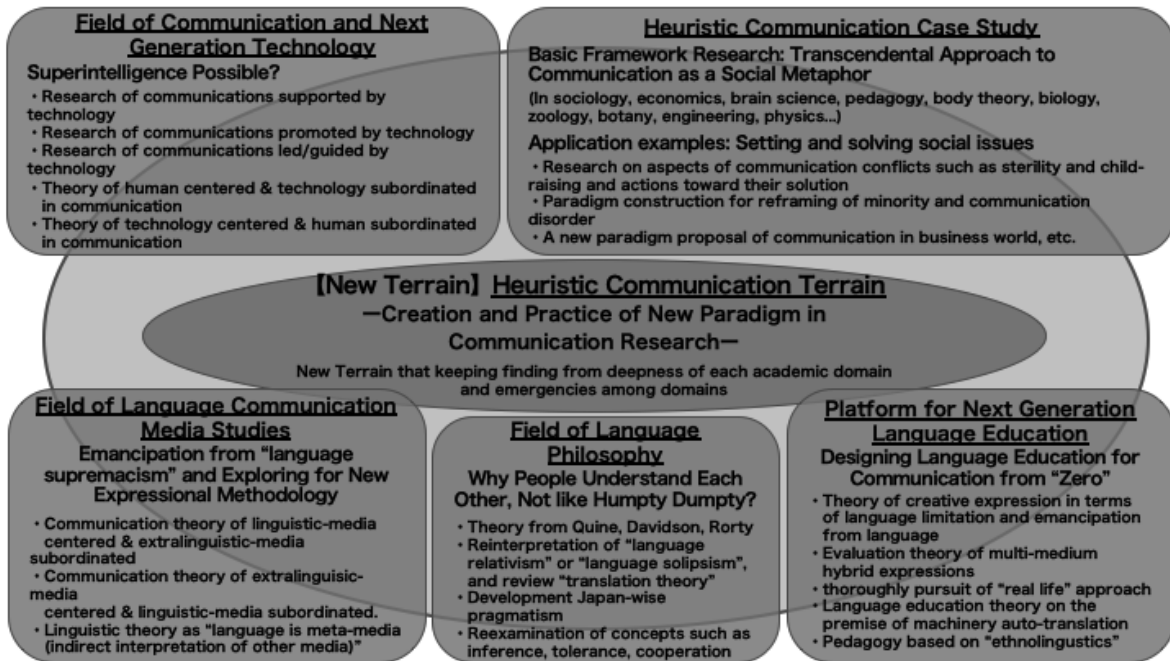 Field of Communication and Next
Generation Technology
Superintelligence Possible?
・Research of communications supported by
technology
・Research of communications promoted by technology
・Research of communications led/guided by
technology
・Theory of human centered & technology subordinated
in communication
・Theory of technology centered & human subordinated
in communication
Heuristic Communication Case Study
Basic Framework Research: Transcendental Approach to
Communication as a Social Metaphor
(In sociology, economics, brain science, pedagogy, body theory, biology,
zoology, botany, engineering, physics...)
Application examples: Setting and solving social issues
・Research on aspects of communication conflicts such as sterility and child-
raising and actions toward their solution
・Paradigm construction for reframing of minority and communication
disorder
・A new paradigm proposal of communication in business world, etc.
【New Terrain】Heuristic Communication Terrain
—Creation and Practice of New Paradigm in
Communication Research—
New Terrain that keeping finding from deepness of each academic domain
and emergencies among domains
Field of Language Communication
Media Studies
Emancipation from “language
supremacism” and Exploring for New
Expressional Methodology
・Communication theory of linguistic-media
centered & extralinguistic-media
subordinated
・Communication theory of extralinguisic-
media
centered & linguistic-media subordinated.
・Linguistic theory as “language is meta-media
(indirect interpretation of other media)”
Field of Language
Philosophy
Why People Understand Each
Other, Not like Humpty Dumpty?
・Theory from Quine, Davidson, Rorty
・Reinterpretation of “language
relativism” or “language solipsism”,
and review “translation theory”
・Development Japan-wise
pragmatism
・Reexamination of concepts such as
inference, tolerance, cooperation
Platform for Next Generation
Language Education
Designing Language Education for
Communication from “Zero”
・Theory of creative expression in terms
of language limitation and emancipation
from language
・Evaluation theory of multi-medium
hybrid expressions
・thoroughly pursuit of “real life” approach
・Language education theory on the
premise of machinery auto-translation
・Pedagogy based on “ethnolinguistics”